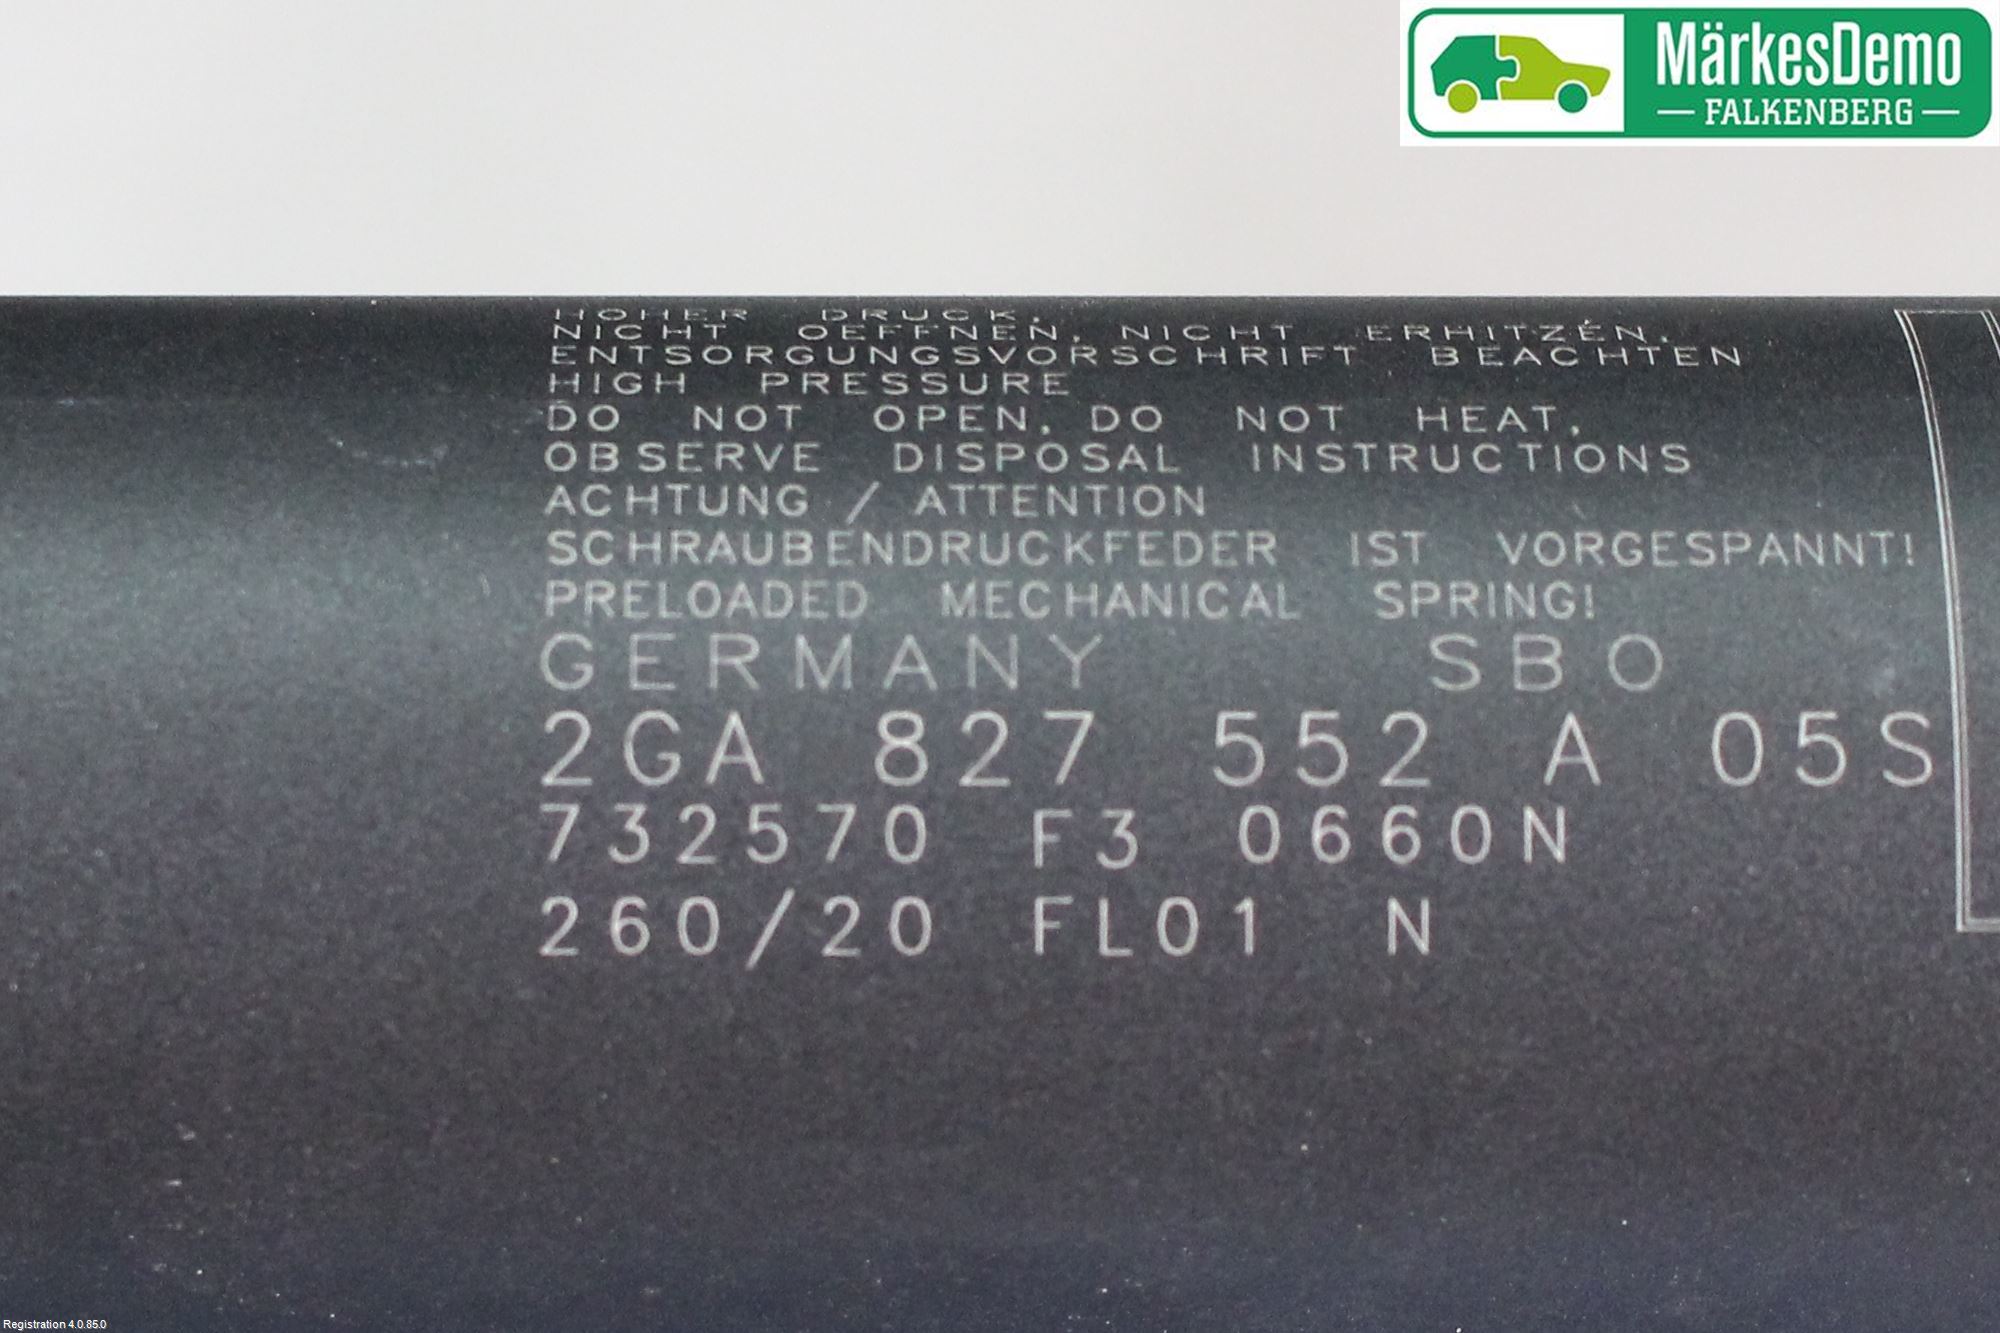 MärkesDemo
FALKENBERG
HOHER DRUCK.
NICHT OEFFNEN, NICHT ERHITZEN,
ENTSORGUNGSVORSCHRIFT BEACHTEN
HIGH PRESSURE
DO NOT OPEN, DO NOT HEAT,
OBSERVE DISPOSAL INSTRUCTIONS
ACHTUNG / ATTENTION
SCHRAUBENDRUCKFEDER IST VORGESPANNT!
PRELOADED MECHANICAL SPRING!
GERMANY SBO
2GA 827 552 A 05S
732570 F3 0660N
260/20 FL01 N
Registration 4.0.85.0